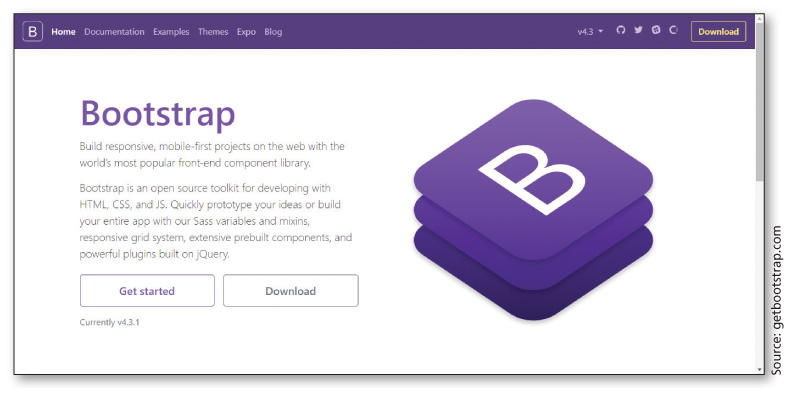 B Home Documentation Examples Themes Expo Blog v4.3 Download
Bootstrap
Build responsive, mobile-first projects on the web with the
world's most popular front-end component library.
Bootstrap is an open source toolkit for developing with
HTML, CSS, and JS. Quickly prototype your ideas or build
your entire app with our Sass variables and mixins,
responsive grid system, extensive prebuilt components, and
powerful plugins built on jQuery.
Get started Download
Currently v4.3.1
B
Source: getbootstrap.com